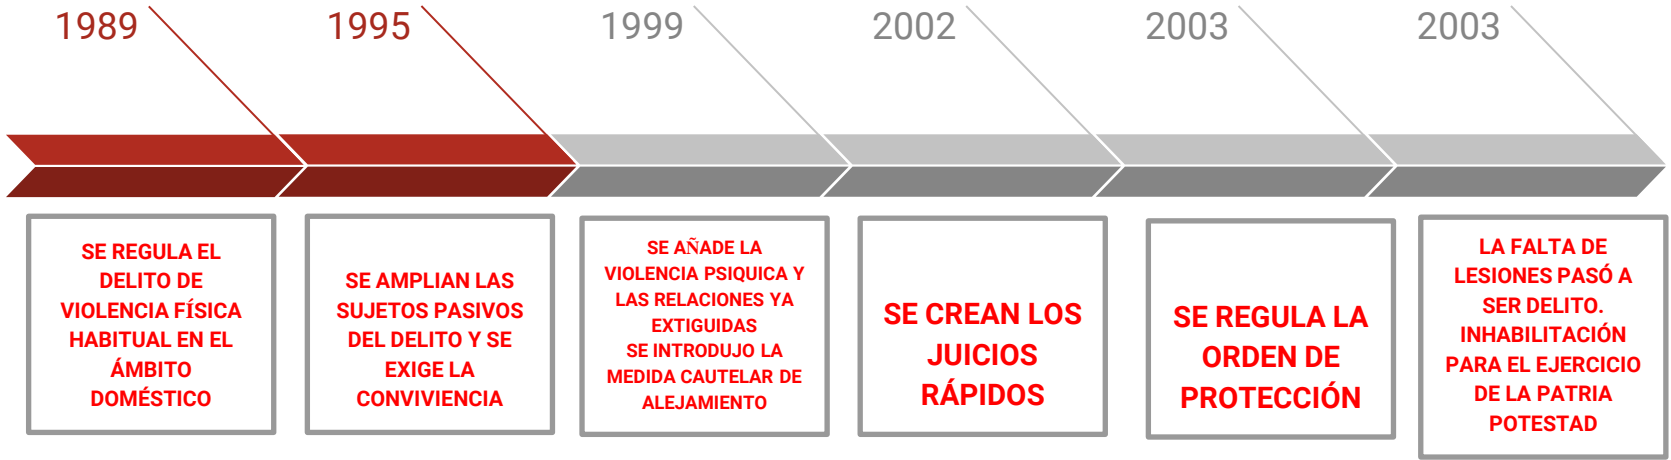 1989
1995
1999
2002
2003
2003
SE REGULA EL
DELITO DE
VIOLENCIA FÍSICA
HABITUAL EN EL
ÁMBITO
DOMÉSTICO
SE AMPLIAN LAS
SUJETOS PASIVOS
DEL DELITO Y SE
EXIGE LA
CONVIVIENCIA
SE AÑADE LA
VIOLENCIA PSIQUICA Y
LAS RELACIONES YA
EXTIGUIDAS
SE INTRODUJO LA
MEDIDA CAUTELAR DE
ALEJAMIENTO
SE CREAN LOS
JUICIOS
RÁPIDOS
SE REGULA LA
ORDEN DE
PROTECCIÓN
LA FALTA DE
LESIONES PASÓ A
SER DELITO.
INHABILITACIÓN
PARA EL EJERCICIO
DE LA PATRIA
POTESTAD